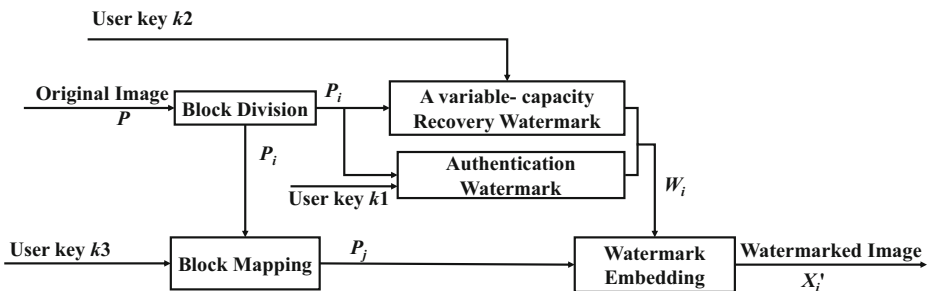 User key k2
Original Image
P
Block Division
P_i
A variable- capacity
Recovery Watermark
P_i
Authentication
Watermark
User key k1
W_i
User key k3
Block Mapping
P_j
Watermark
Embedding
Watermarked Image
X_i'